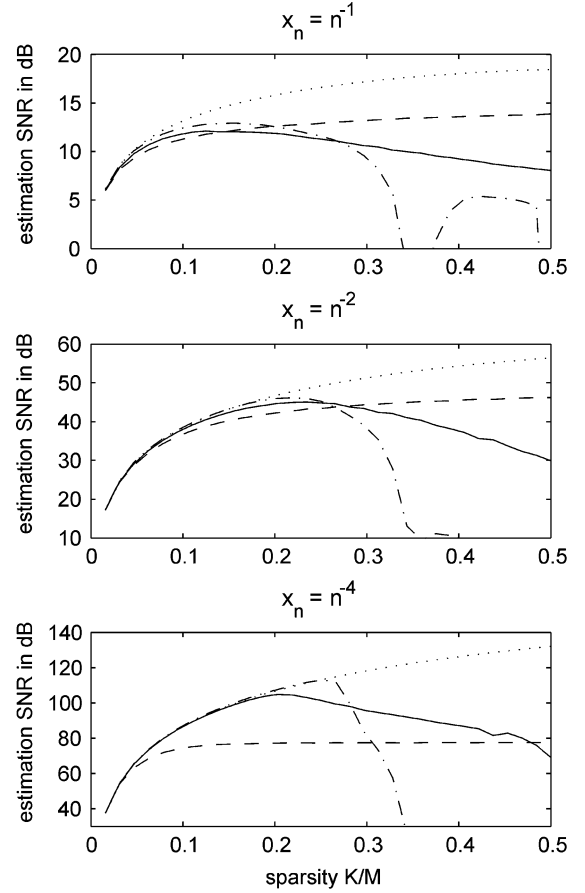 x_n = n^-1
estimation SNR in dB
20
15
10
5
0
0 0.1 0.2 0.3 0.4 0.5
x_n = n^-2
estimation SNR in dB
60
50
40
30
20
10
0 0.1 0.2 0.3 0.4 0.5
x_n = n^-4
estimation SNR in dB
140
120
100
80
60
40
0 0.1 0.2 0.3 0.4 0.5
sparsity K/M